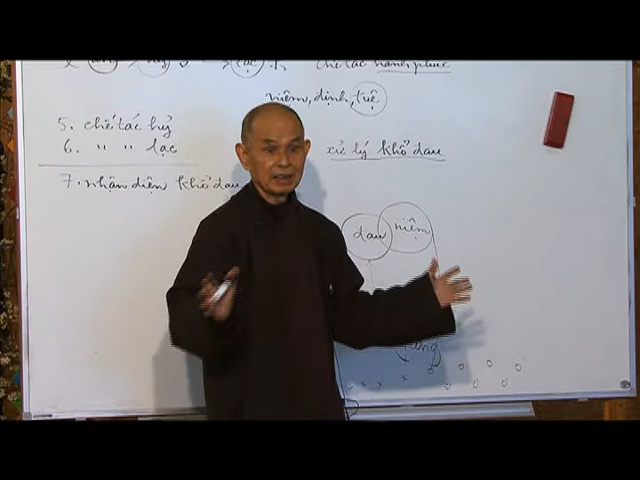 chế tác hạnh phúc
niệm, định, tuệ
5. chế tác hỷ
6. " " lạc
xử lý khổ đau
7. nhận diện khổ đau
đau niệm